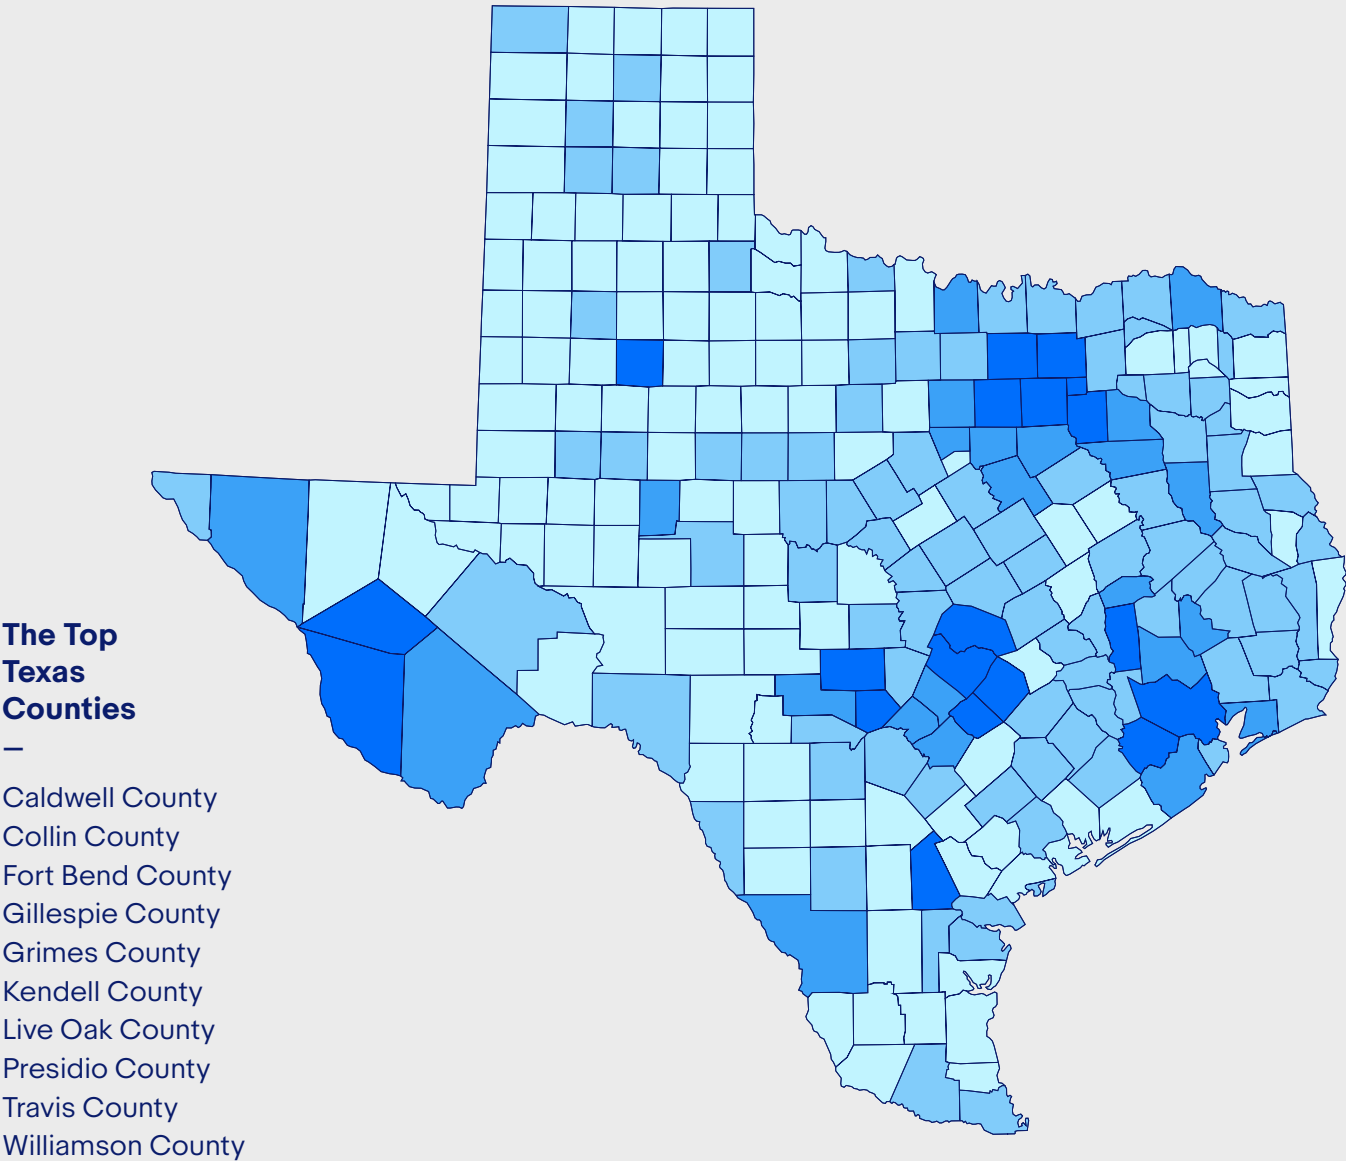 The Top
Texas
Counties
–
Caldwell County
Collin County
Fort Bend County
Gillespie County
Grimes County
Kendell County
Live Oak County
Presidio County
Travis County
Williamson County